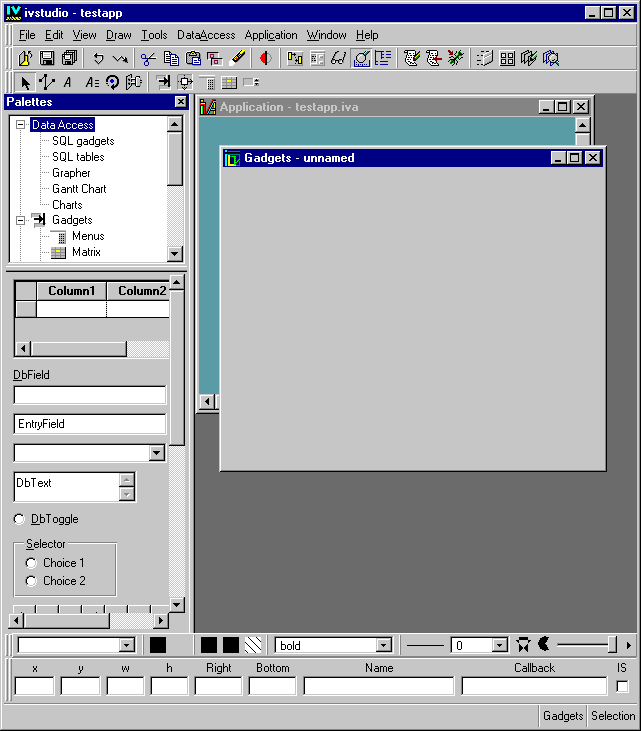 IV STUDIO ivstudio - testapp
File Edit View Draw Tools DataAccess Application Window Help
A A=
Palettes
Data Access
SQL gadgets
SQL tables
Grapher
Gantt Chart
Charts
Gadgets
Menus
Matrix
Application - testapp.iva
Gadgets - unnamed
Column1 Column2
DbField
EntryField
DbText
DbToggle
Selector
Choice 1
Choice 2
bold 0
x y w h Right Bottom Name Callback IS
Gadgets Selection